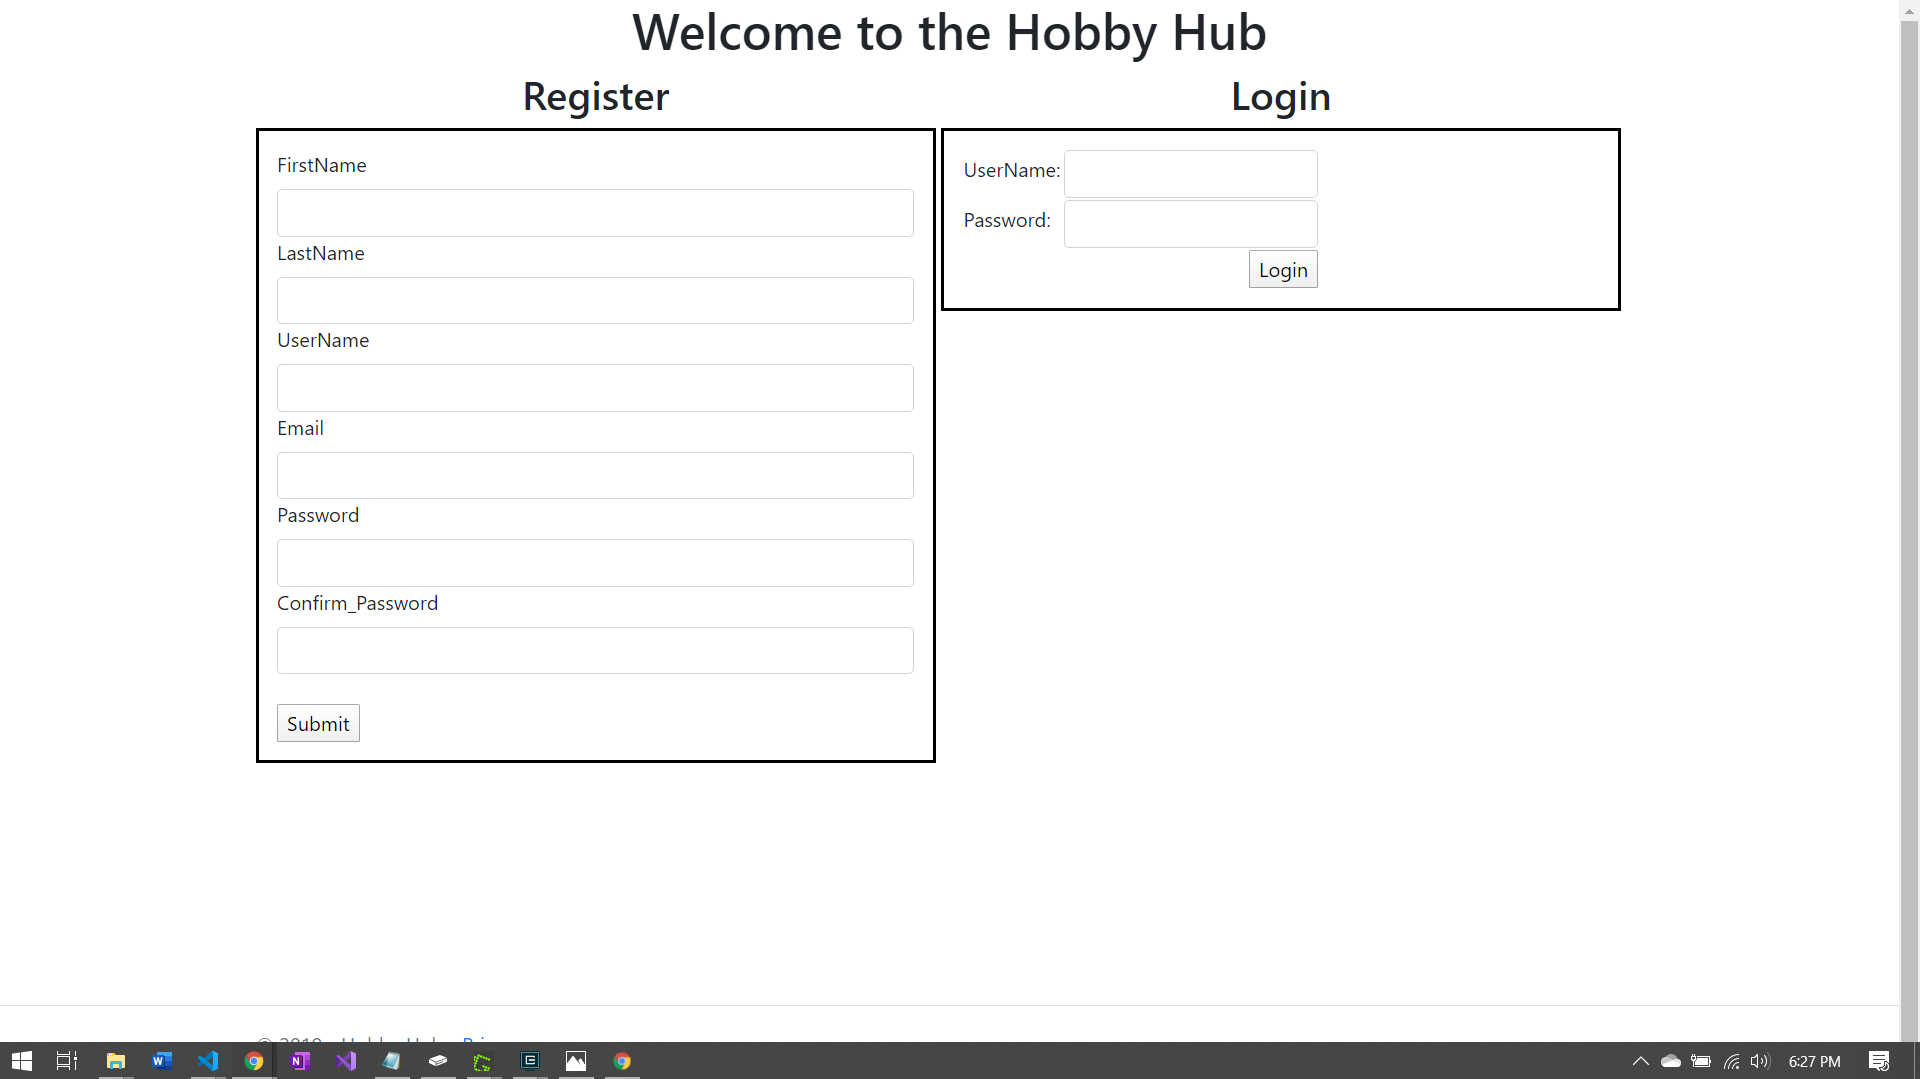 Welcome to the Hobby Hub
Register
FirstName
LastName
UserName
Email
Password
Confirm_Password
Submit
Login
UserName:
Password:
Login
6:27 PM